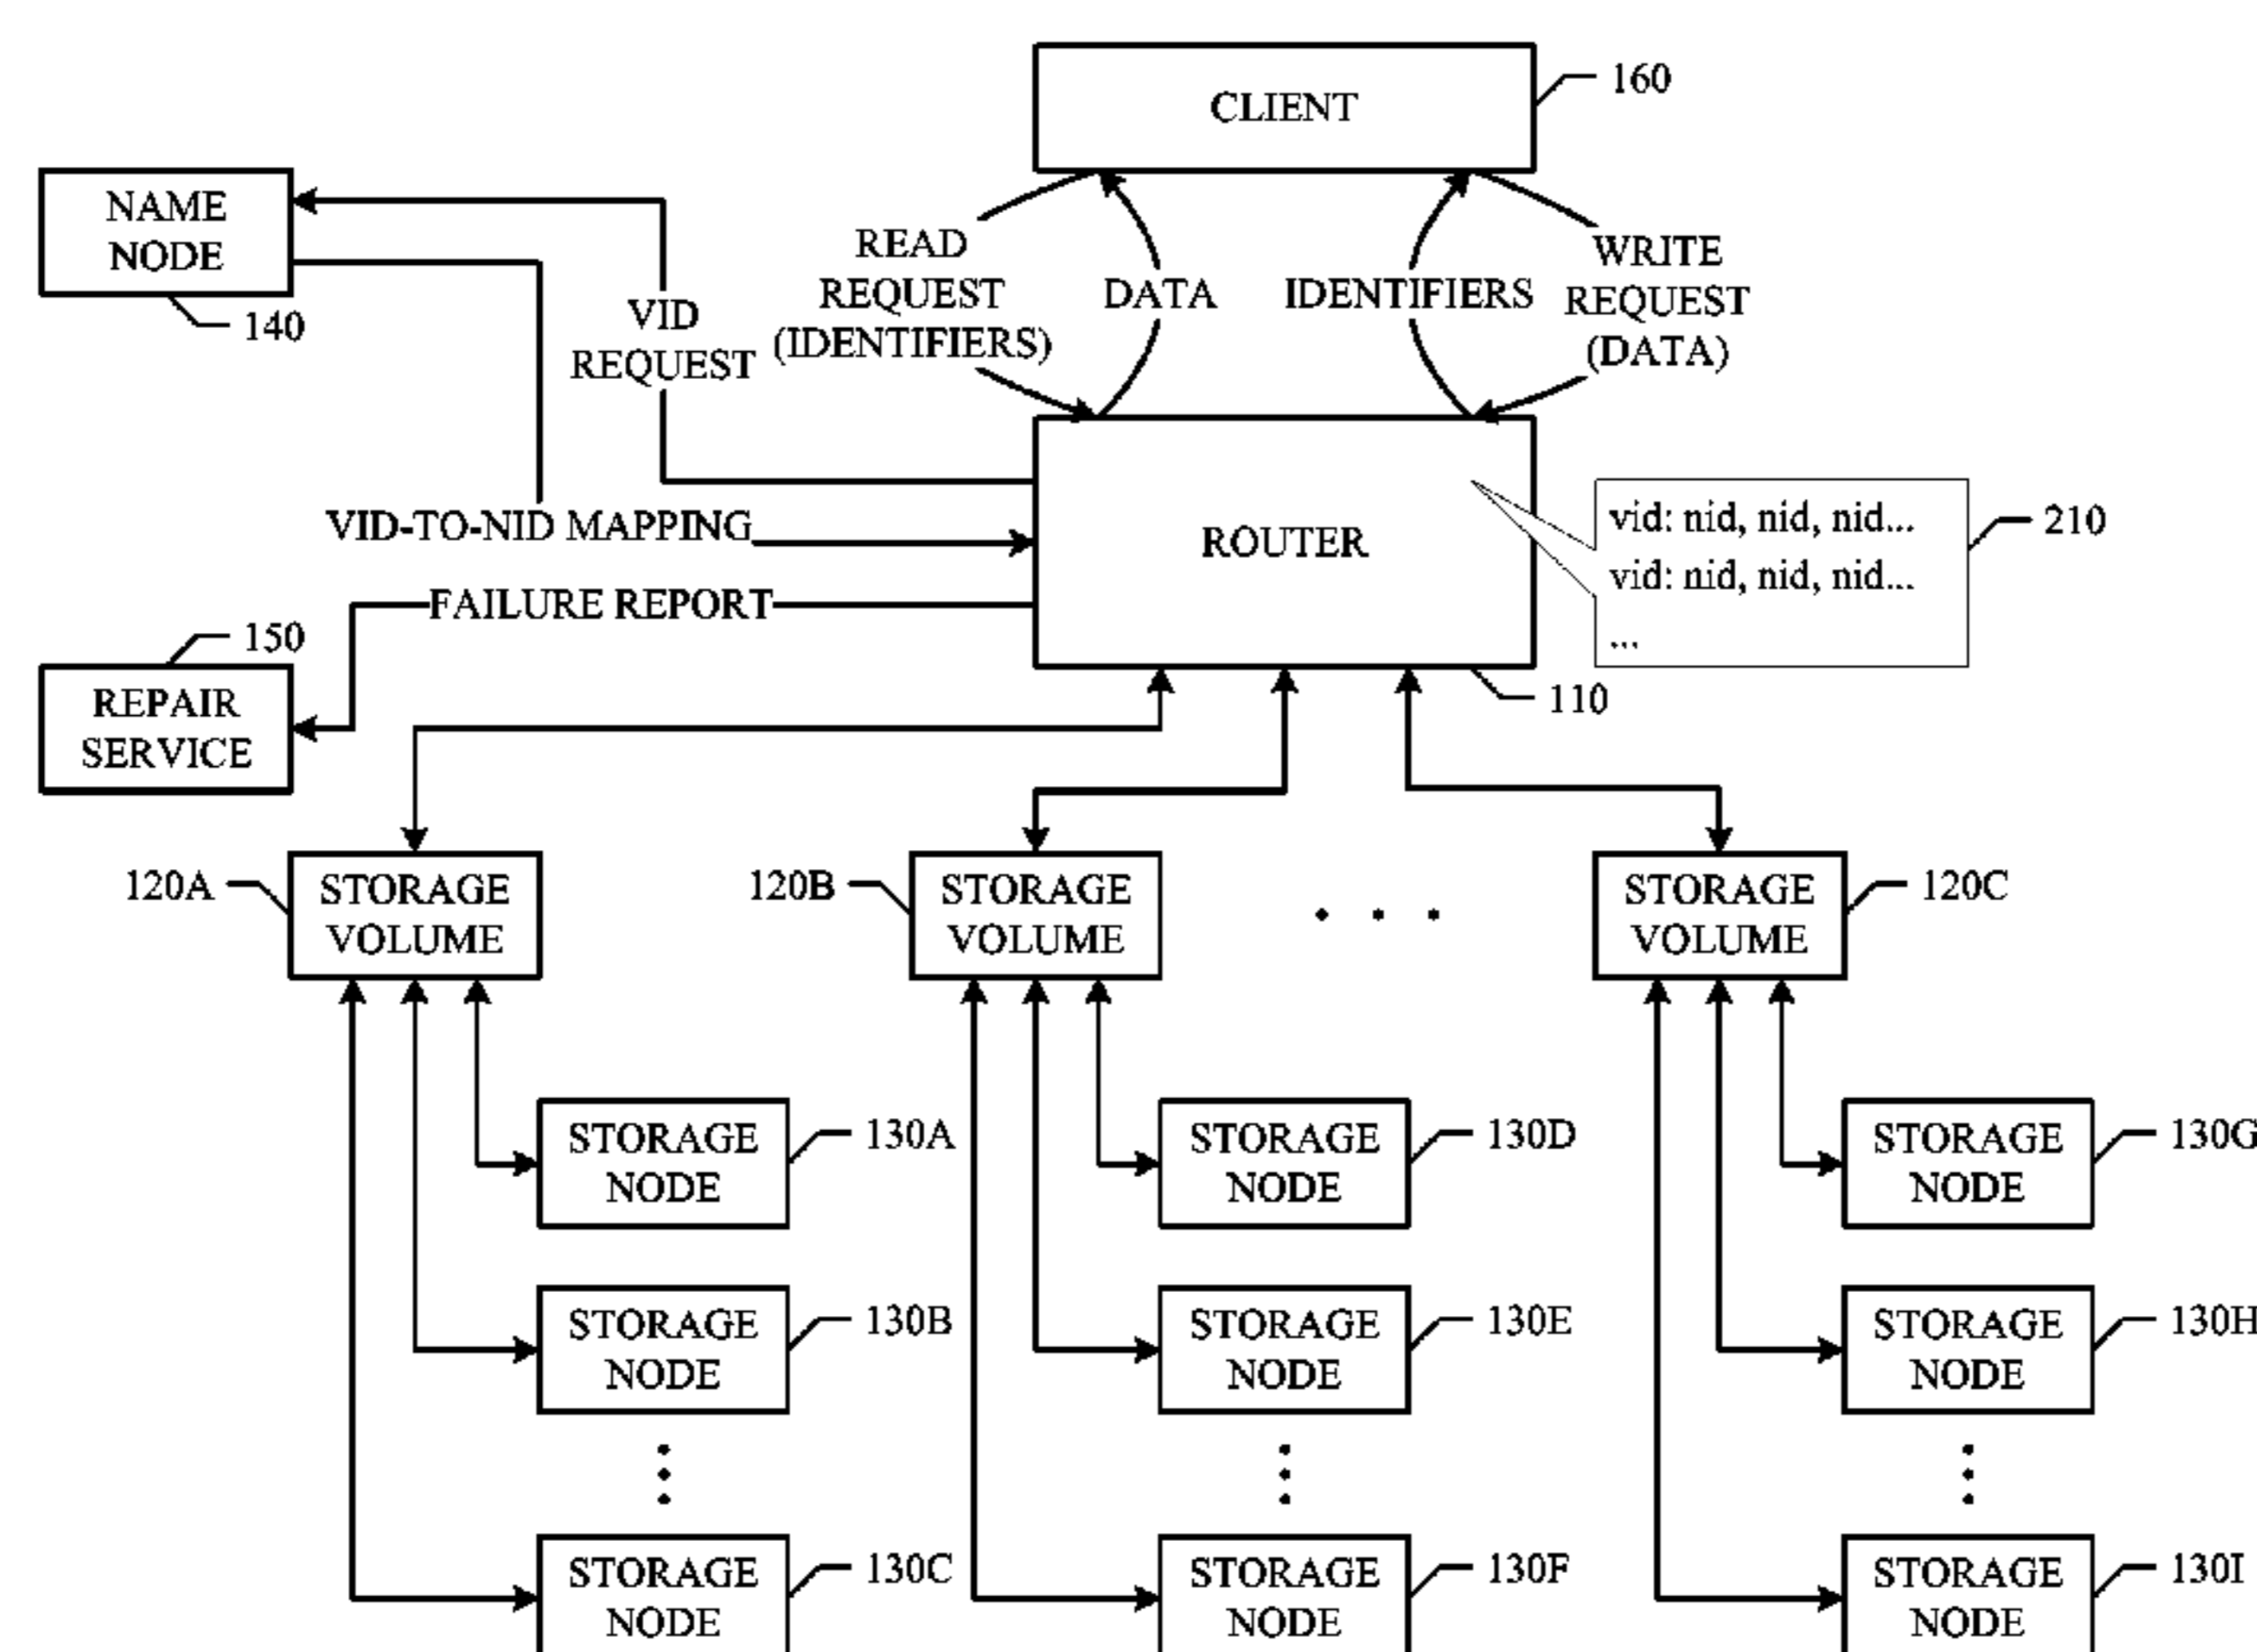 CLIENT
160
NAME
NODE
140
VID
REQUEST
READ
REQUEST
(IDENTIFIERS)
DATA
IDENTIFIERS
WRITE
REQUEST
(DATA)
VID-TO-NID MAPPING
ROUTER
vid: nid, nid, nid...
vid: nid, nid, nid...
...
210
FAILURE REPORT
150
REPAIR
SERVICE
110
120A
STORAGE
VOLUME
120B
STORAGE
VOLUME
. . .
STORAGE
VOLUME
120C
STORAGE
NODE
130A
STORAGE
NODE
130D
STORAGE
NODE
130G
STORAGE
NODE
130B
STORAGE
NODE
130E
STORAGE
NODE
130H
STORAGE
NODE
130C
STORAGE
NODE
130F
STORAGE
NODE
130I